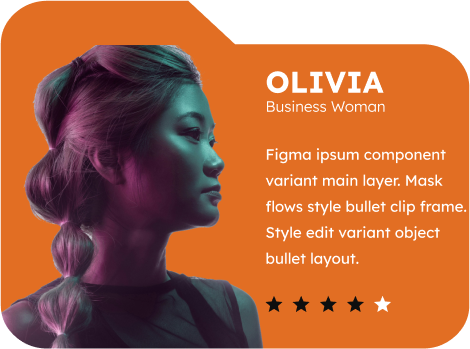 OLIVIA
Business Woman
Figma ipsum component
variant main layer. Mask
flows style bullet clip frame.
Style edit variant object
bullet layout.